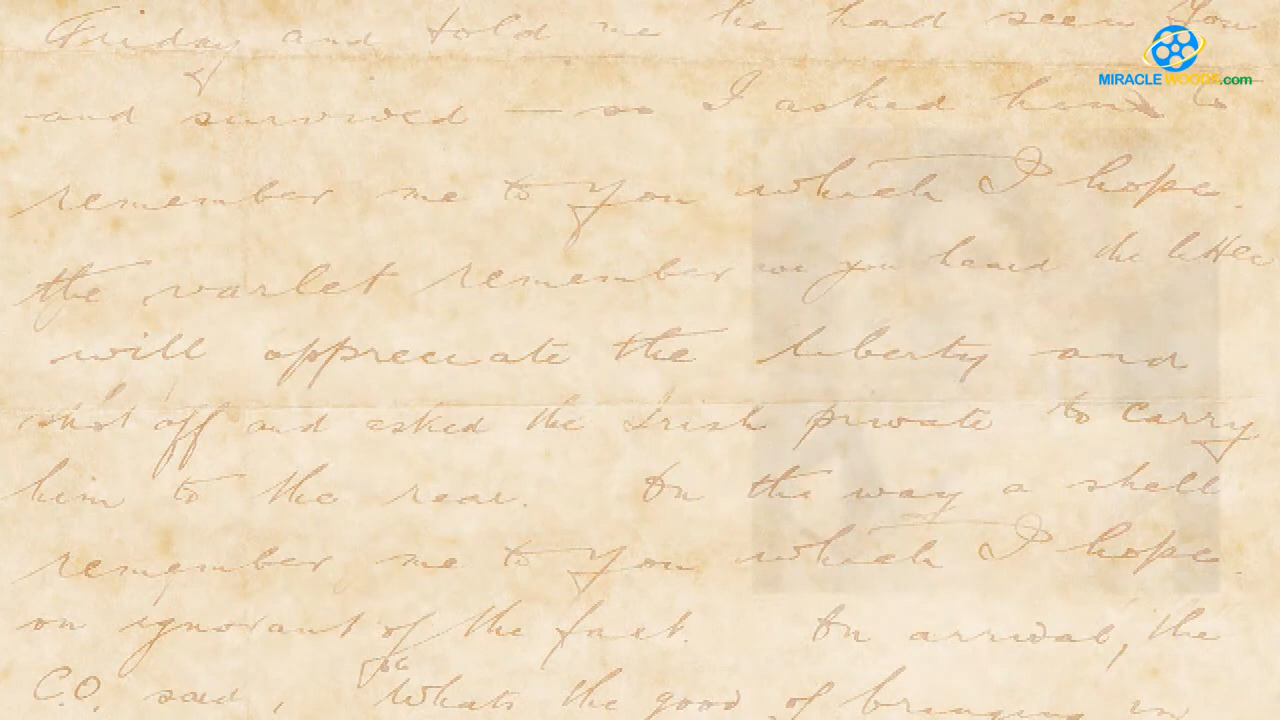 Friday and told me he had seen You
MIRACLEWOODS.com
and survived — so I asked him to
remember me to you which I hope.
the varlet remember you heard the letter
will appreciate the liberty and
shot off and asked the Irish private to carry
him to the rear. On the way a shell
remember me to you which I hope.
on ignorant of the fact. On arrival, the
C.O. said, "Whats the good of bringing in